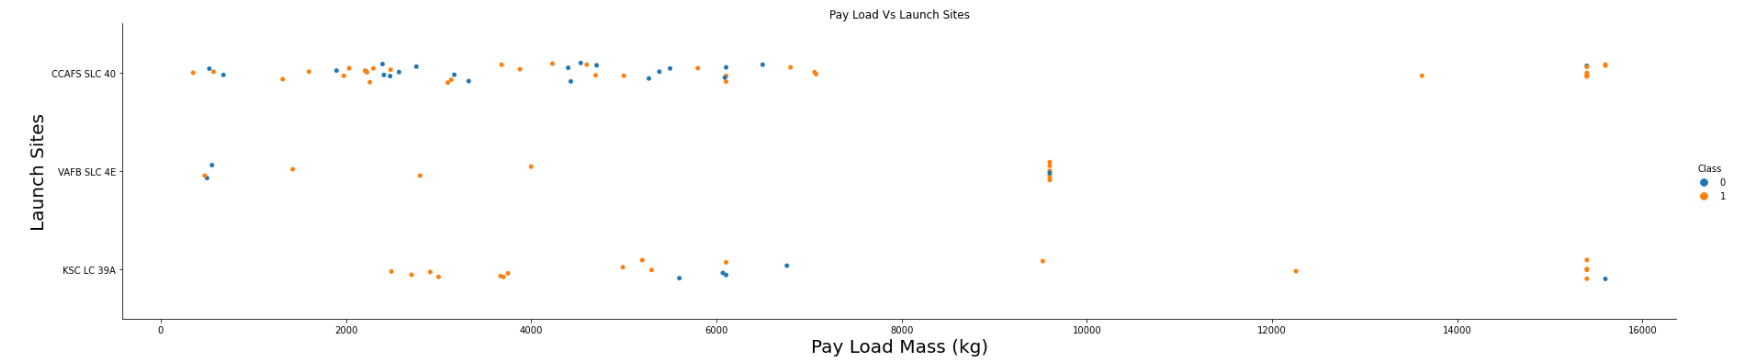 Pay Load Vs Launch Sites
Launch Sites
CCAFS SLC 40
VAFB SLC 4E
KSC LC 39A
0 2000 4000 6000 8000 10000 12000 14000 16000
Pay Load Mass (kg)
Class
0
1